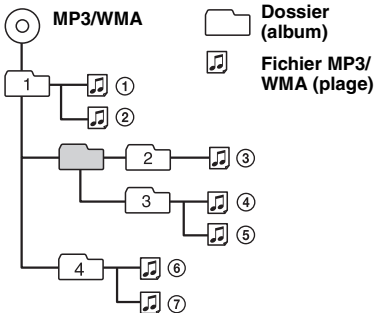 MP3/WMA
Dossier
(album)
Fichier MP3/
WMA (plage)
1
①
②
2
③
3
④
⑤
4
⑥
⑦